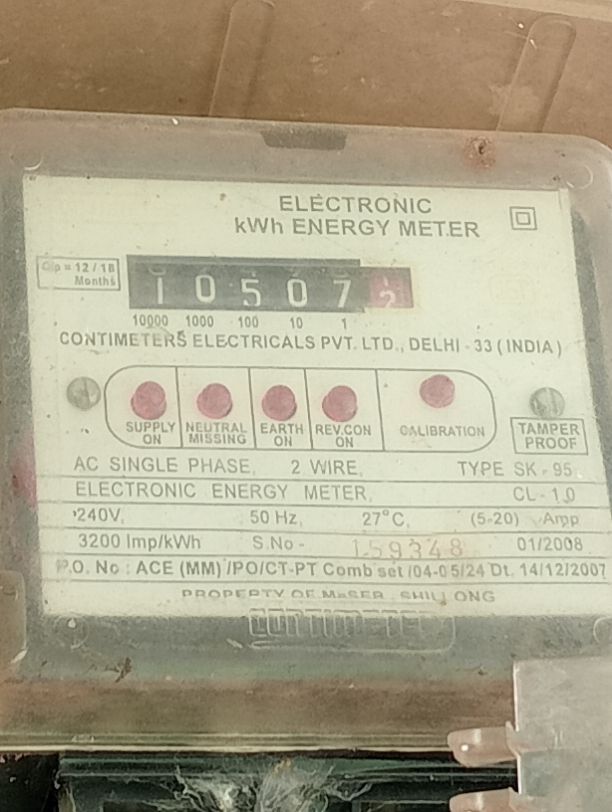 ELECTRONIC
kWh ENERGY METER
Gip = 12 / 18
Months
1 0 5 0 7 2
10000 1000 100 10 1
CONTIMETERS ELECTRICALS PVT. LTD., DELHI - 33 ( INDIA )
SUPPLY ON NEUTRAL MISSING EARTH ON REV.CON ON CALIBRATION TAMPER PROOF
AC SINGLE PHASE, 2 WIRE, TYPE SK - 95
ELECTRONIC ENERGY METER, CL - 1.0
240V, 50 Hz, 27°C, (5-20) Amp
3200 Imp/kWh S.No - 159348 01/2008
P.O. No : ACE (MM) /PO/CT-PT Comb set /04-05/24 Dt. 14/12/2007
PROPERTY OF MeSEB, SHILLONG
CONTIMETER